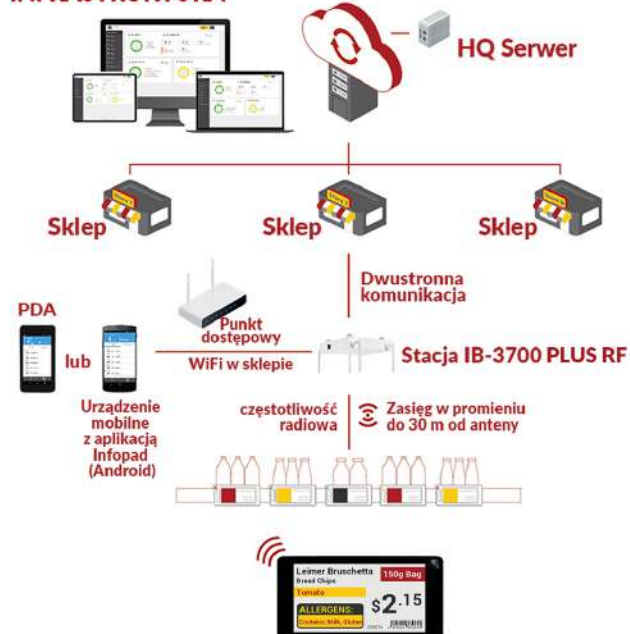 HQ Serwer
Sklep
Sklep
Sklep
Dwustronna
komunikacja
PDA
lub
Punkt
dostępowy
WiFi w sklepie
Stacja IB-3700 PLUS RF
Urządzenie
mobilne
z aplikacją
Infopad
(Android)
częstotliwość
radiowa
Zasięg w promieniu
do 30 m od anteny
Leimer Bruschetta
Bread Chips
150g Bag
Tomato
$2.15
ALLERGENS:
Contains: Milk, Gluten